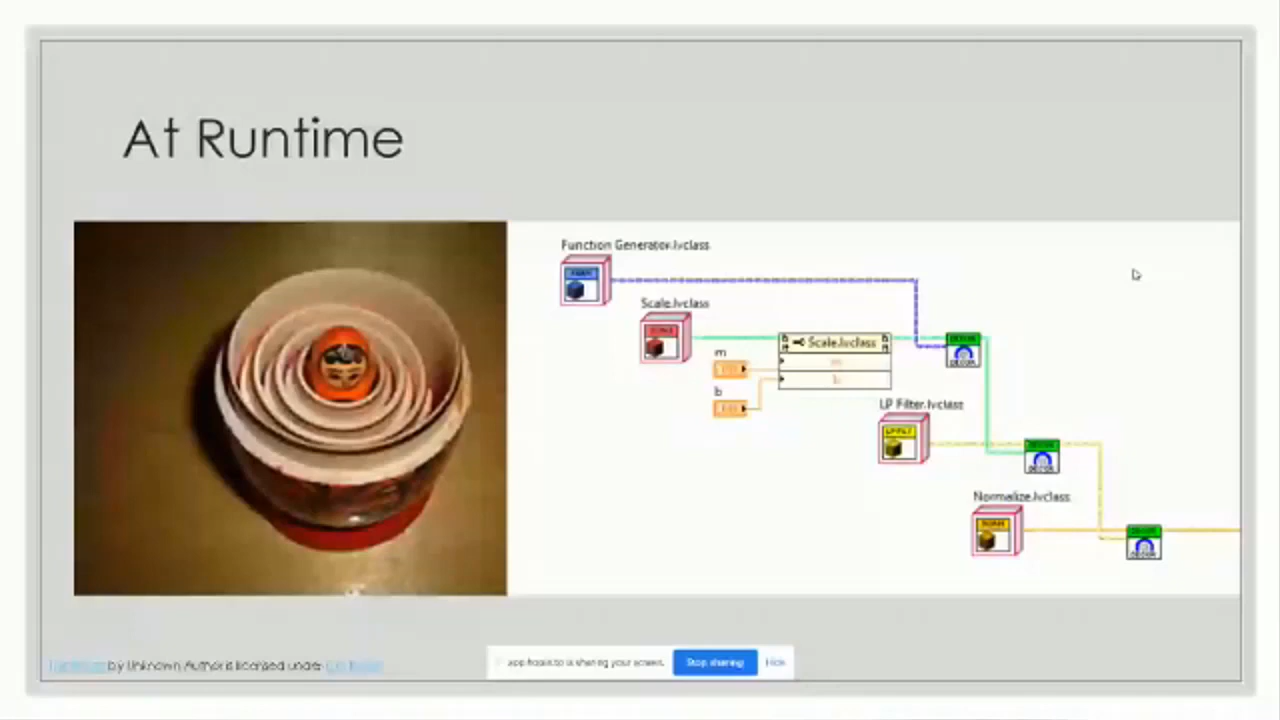 At Runtime
Function Generator.lvclass
Scale.lvclass
m
Scale.lvclass
m
b
b
LP Filter.lvclass
Normalize.lvclass
by Unknown Author is licensed under
is sharing your screen.
Stop sharing
Hide